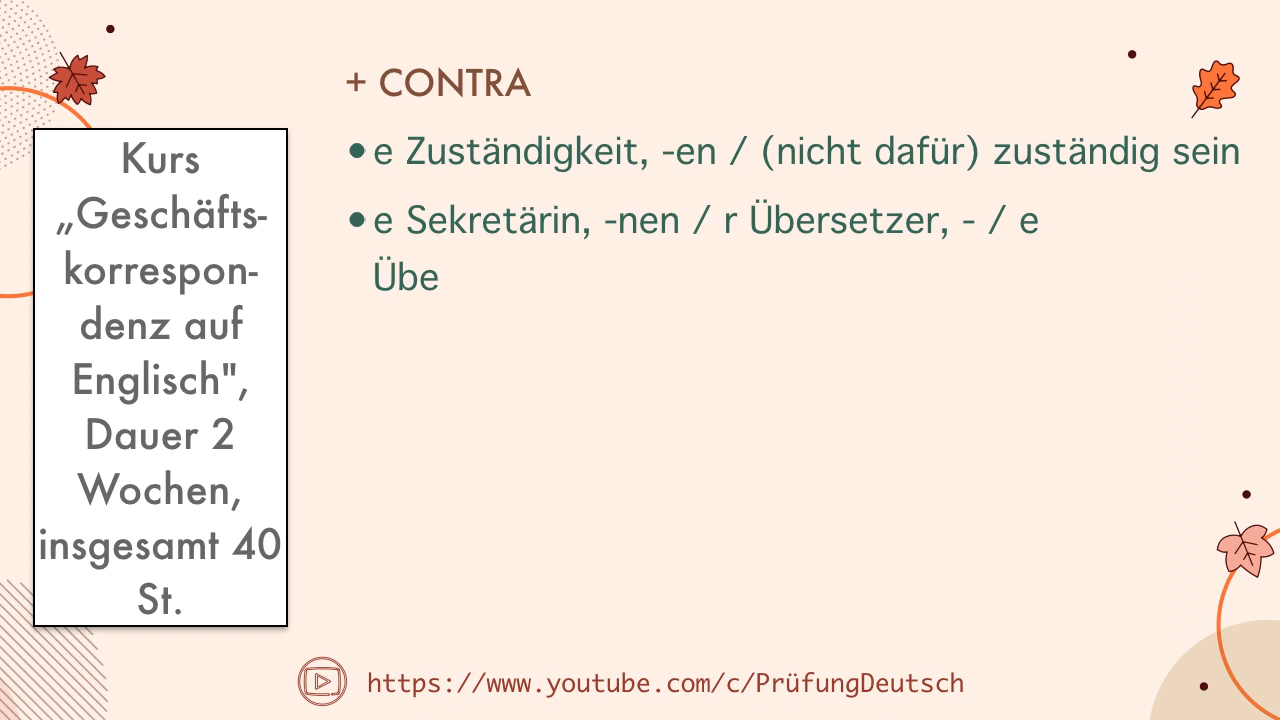 + CONTRA
Kurs
„Geschäfts-
korrespon-
denz auf
Englisch",
Dauer 2
Wochen,
insgesamt 40
St.
e Zuständigkeit, -en / (nicht dafür) zuständig sein
e Sekretärin, -nen / r Übersetzer, - / e
Übe
https://www.youtube.com/c/PrüfungDeutsch